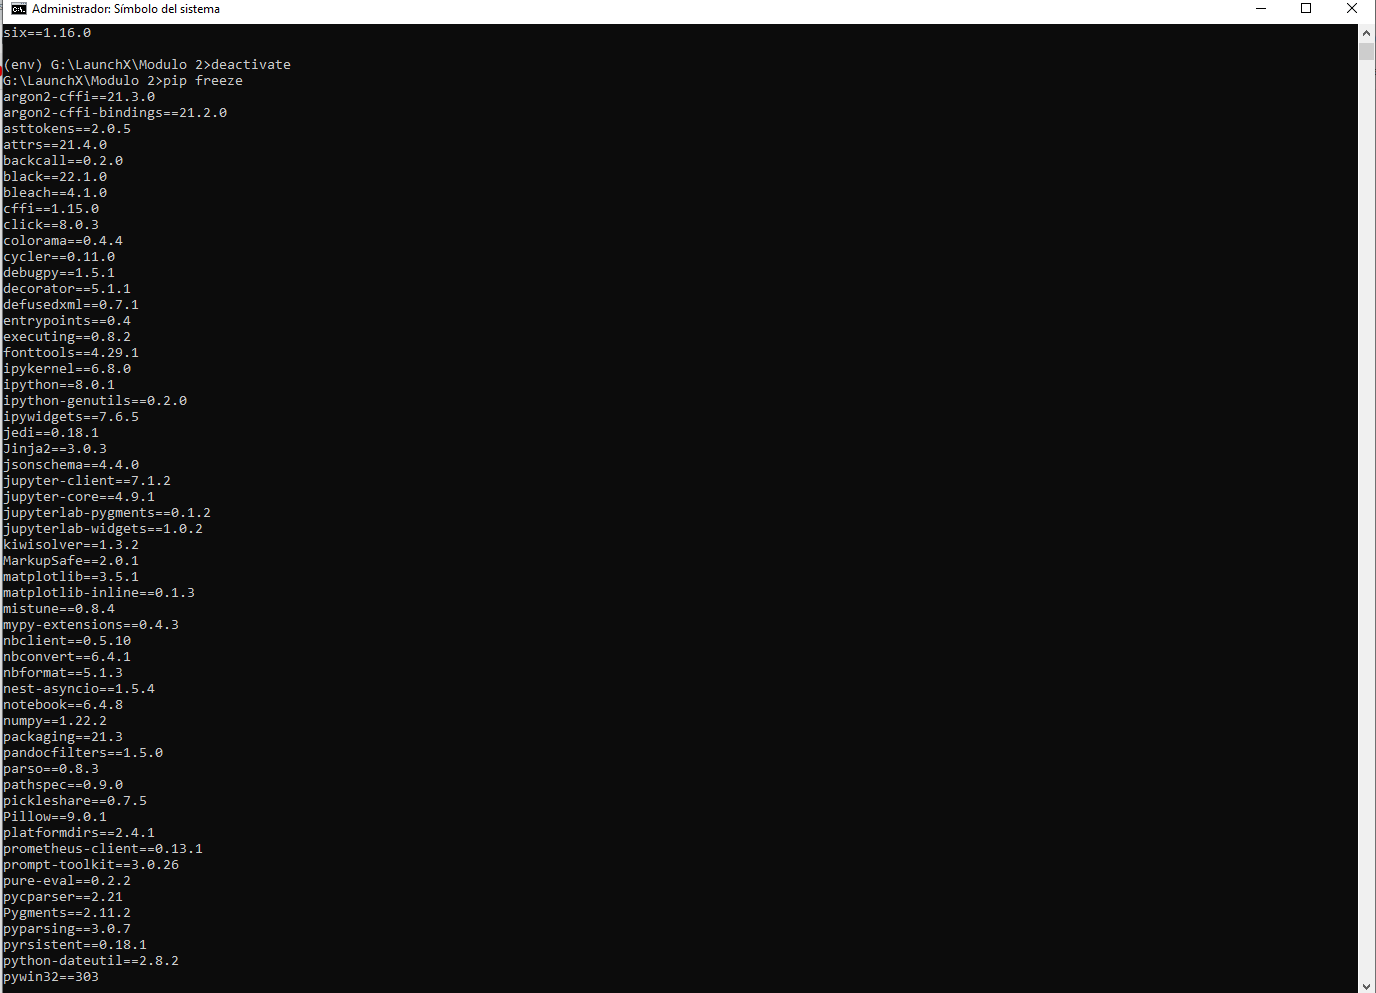 Administrador: Símbolo del sistema
six==1.16.0
(env) G:\LaunchX\Modulo 2>deactivate
G:\LaunchX\Modulo 2>pip freeze
argon2-cffi==21.3.0
argon2-cffi-bindings==21.2.0
asttokens==2.0.5
attrs==21.4.0
backcall==0.2.0
black==22.1.0
bleach==4.1.0
cffi==1.15.0
click==8.0.3
colorama==0.4.4
cycler==0.11.0
debugpy==1.5.1
decorator==5.1.1
defusedxml==0.7.1
entrypoints==0.4
executing==0.8.2
fonttools==4.29.1
ipykernel==6.8.0
ipython==8.0.1
ipython-genutils==0.2.0
ipywidgets==7.6.5
jedi==0.18.1
Jinja2==3.0.3
jsonschema==4.4.0
jupyter-client==7.1.2
jupyter-core==4.9.1
jupyterlab-pygments==0.1.2
jupyterlab-widgets==1.0.2
kiwisolver==1.3.2
MarkupSafe==2.0.1
matplotlib==3.5.1
matplotlib-inline==0.1.3
mistune==0.8.4
mypy-extensions==0.4.3
nbclient==0.5.10
nbconvert==6.4.1
nbformat==5.1.3
nest-asyncio==1.5.4
notebook==6.4.8
numpy==1.22.2
packaging==21.3
pandocfilters==1.5.0
parso==0.8.3
pathspec==0.9.0
pickleshare==0.7.5
Pillow==9.0.1
platformdirs==2.4.1
prometheus-client==0.13.1
prompt-toolkit==3.0.26
pure-eval==0.2.2
pycparser==2.21
Pygments==2.11.2
pyparsing==3.0.7
pyrsistent==0.18.1
python-dateutil==2.8.2
pywin32==303